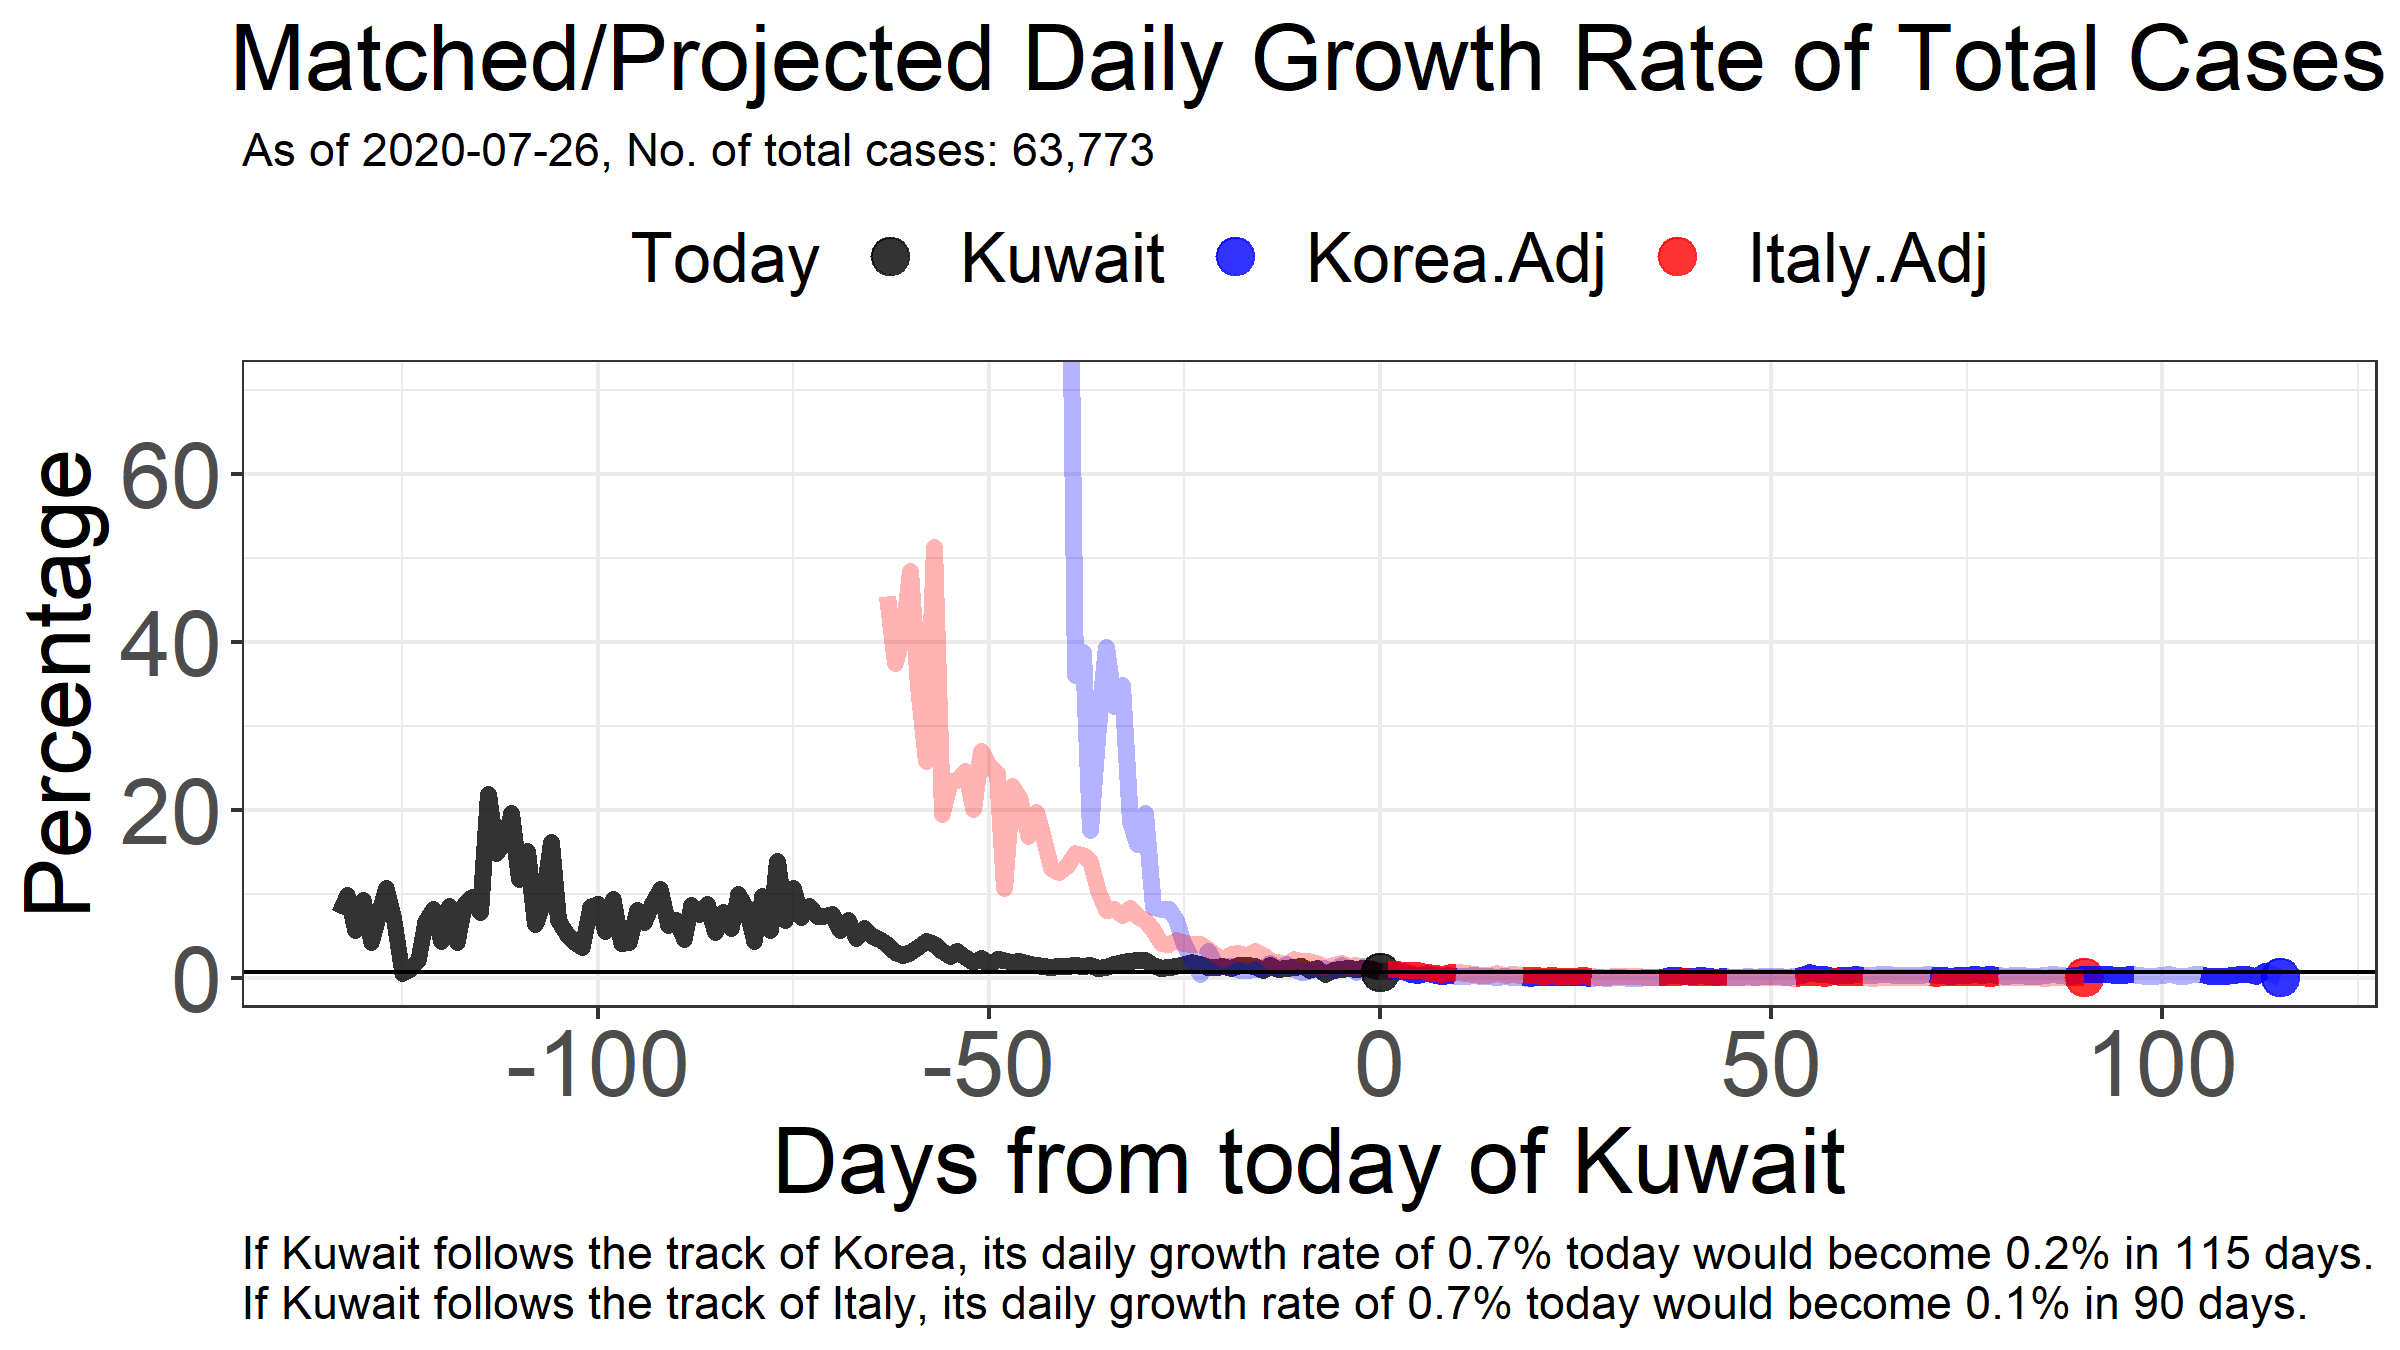 Matched/Projected Daily Growth Rate of Total Cases
As of 2020-07-26, No. of total cases: 63,773
Today Kuwait Korea.Adj Italy.Adj
Percentage
60
40
20
0
-100 -50 0 50 100
Days from today of Kuwait
If Kuwait follows the track of Korea, its daily growth rate of 0.7% today would become 0.2% in 115 days.
If Kuwait follows the track of Italy, its daily growth rate of 0.7% today would become 0.1% in 90 days.